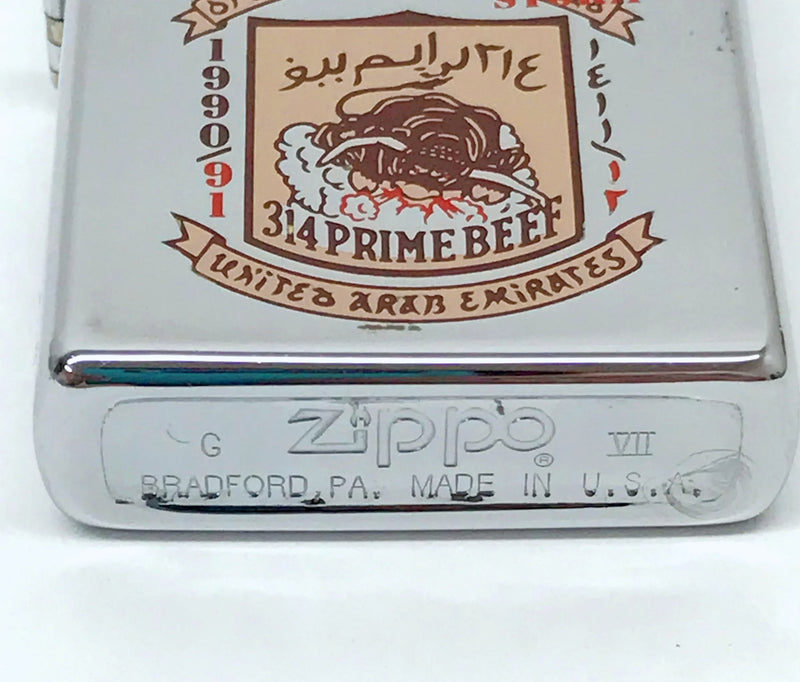 1990/91
٣١٤ برايم بيف
١٤١١/١٢
314 PRIME BEEF
UNITED ARAB EMIRATES
G Zippo ® VII
BRADFORD, PA. MADE IN U.S.A.